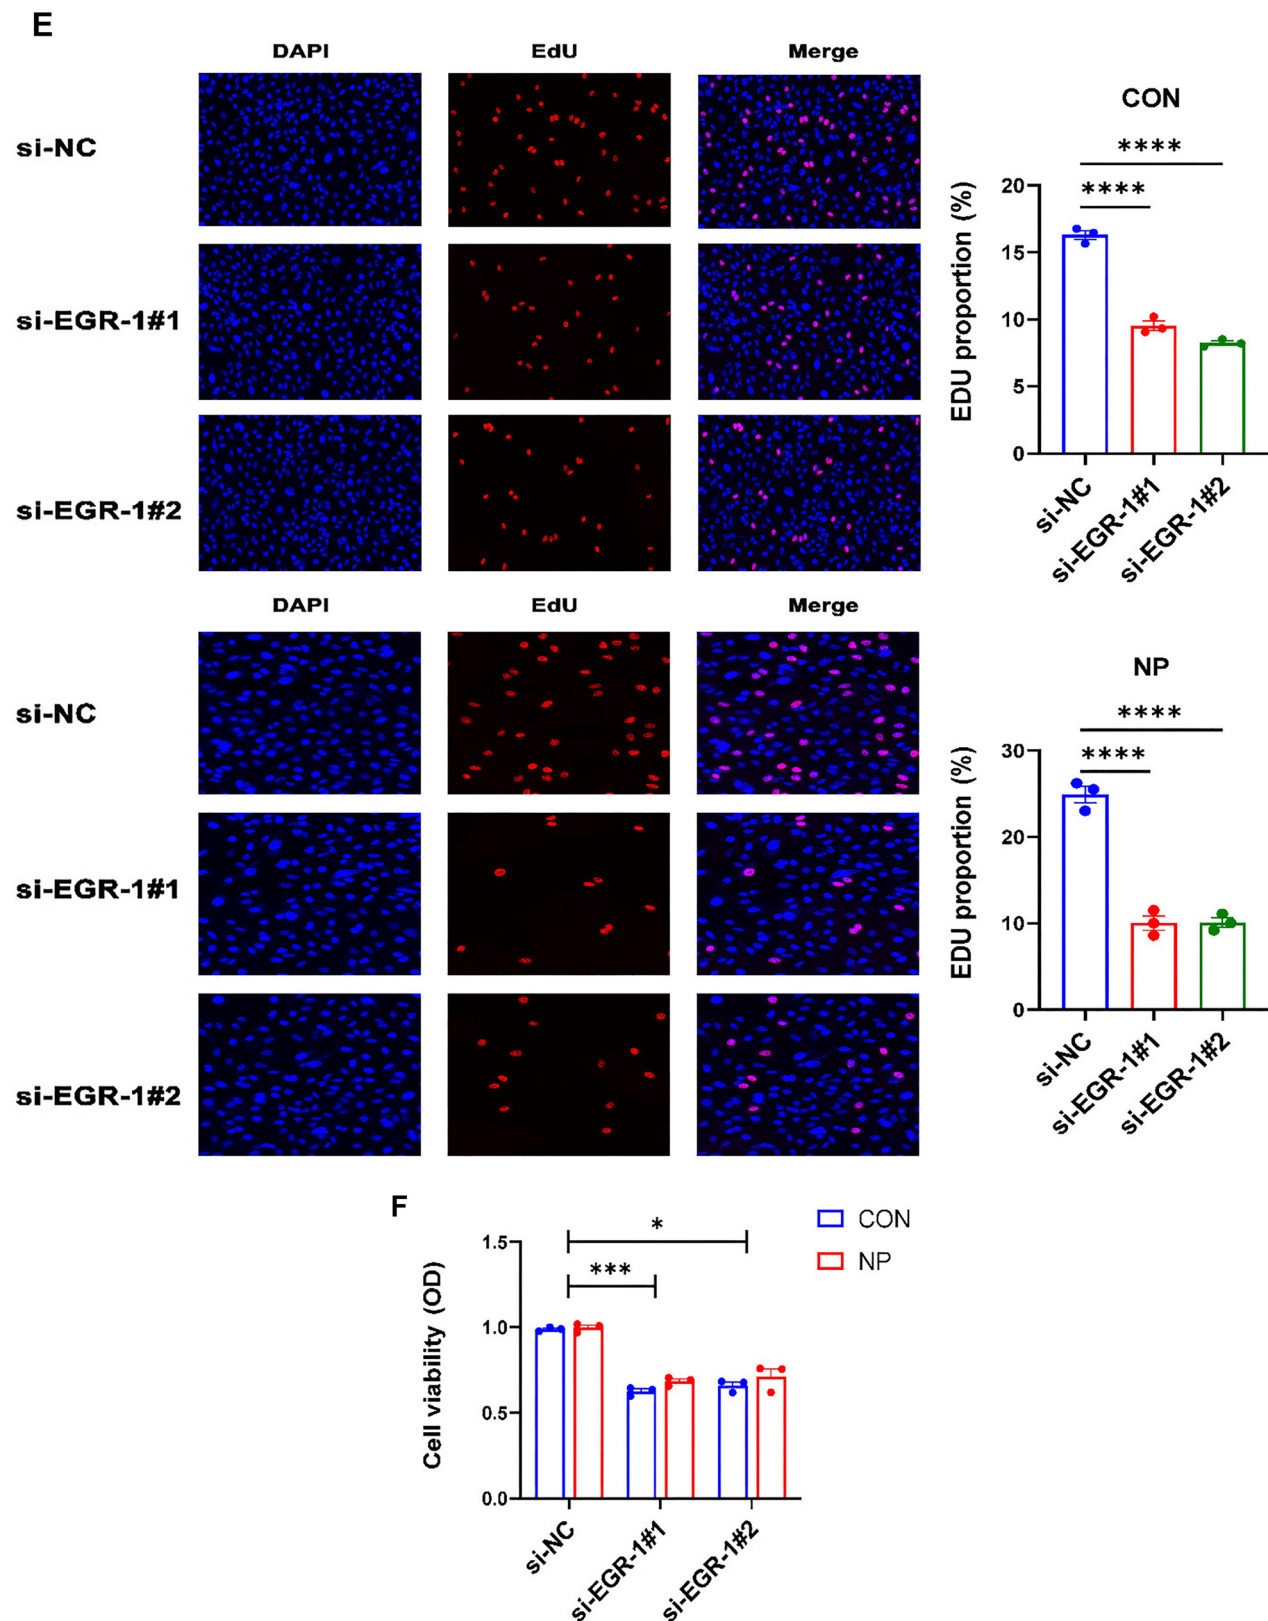 E
DAPI EdU Merge
si-NC
si-EGR-1#1
si-EGR-1#2
CON
****
****
EDU proportion (%)
20
15
10
5
0
si-NC
si-EGR-1#1
si-EGR-1#2
DAPI EdU Merge
si-NC
si-EGR-1#1
si-EGR-1#2
NP
****
****
EDU proportion (%)
30
20
10
0
si-NC
si-EGR-1#1
si-EGR-1#2
F
CON
NP
*
***
Cell viability (OD)
1.5
1.0
0.5
0.0
si-NC
si-EGR-1#1
si-EGR-1#2